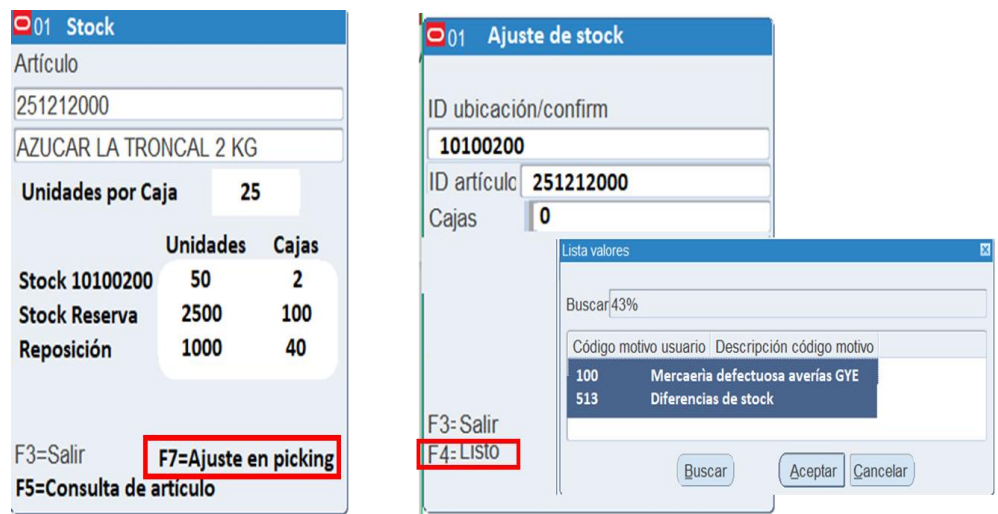 01 Stock
Artículo
251212000
AZUCAR LA TRONCAL 2 KG
Unidades por Caja 25
Unidades Cajas
Stock 10100200 50 2
Stock Reserva 2500 100
Reposición 1000 40
F3=Salir F7=Ajuste en picking
F5=Consulta de artículo
01 Ajuste de stock
ID ubicación/confirm
10100200
ID artículo 251212000
Cajas 0
F3=Salir
F4=Listo
Lista valores
Buscar 43%
Código motivo usuario Descripción código motivo
100 Mercaerìa defectuosa averías GYE
513 Diferencias de stock
Buscar Aceptar Cancelar